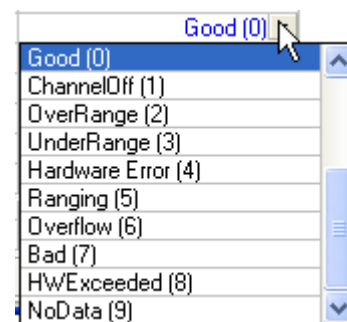 Good (0)
Good (0)
ChannelOff (1)
OverRange (2)
UnderRange (3)
Hardware Error (4)
Ranging (5)
Overflow (6)
Bad (7)
HWExceeded (8)
NoData (9)